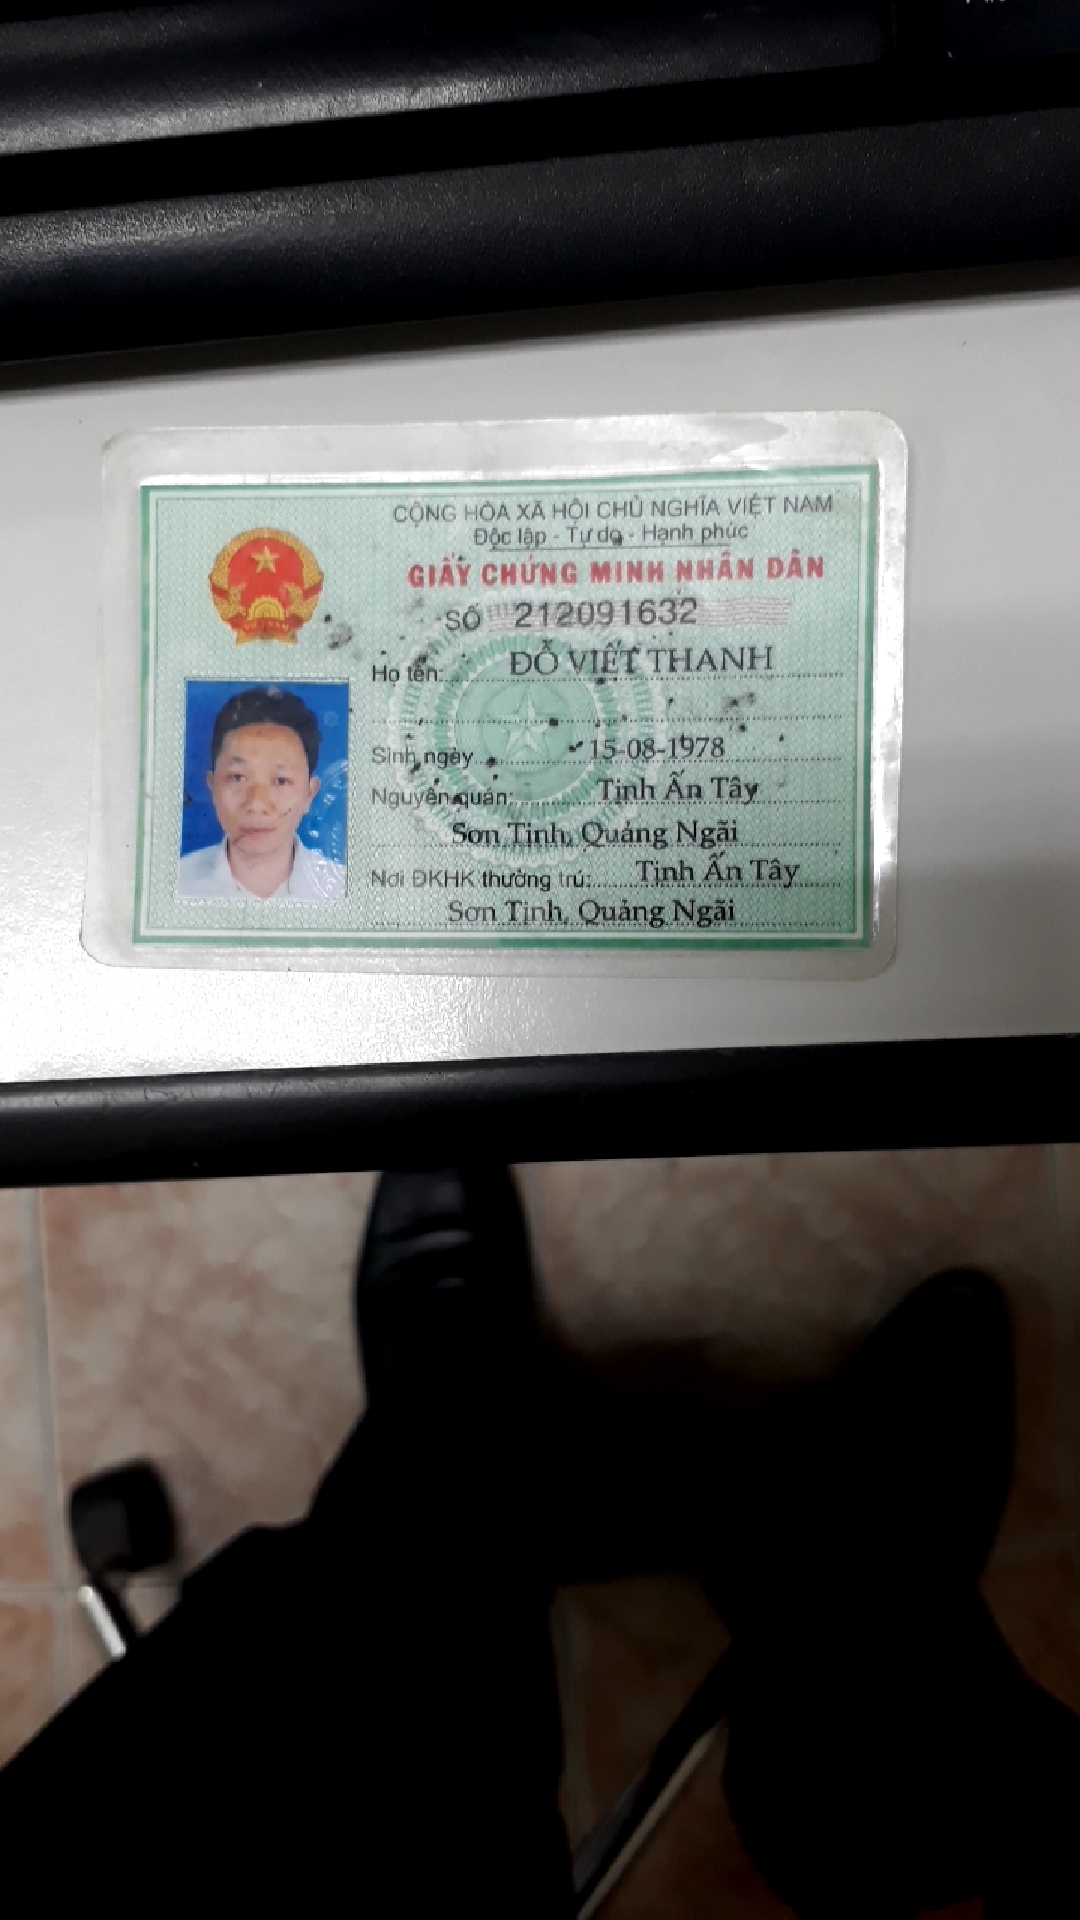 CỘNG HÒA XÃ HỘI CHỦ NGHĨA VIỆT NAM
Độc lập - Tự do - Hạnh phúc
GIẤY CHỨNG MINH NHÂN DÂN
SỐ 212091632
Họ tên: ĐỖ VIẾT THANH
Sinh ngày 15-08-1978
Nguyên quán: Tịnh Ấn Tây
Sơn Tịnh, Quảng Ngãi
Nơi ĐKHK thường trú: Tịnh Ấn Tây
Sơn Tịnh, Quảng Ngãi